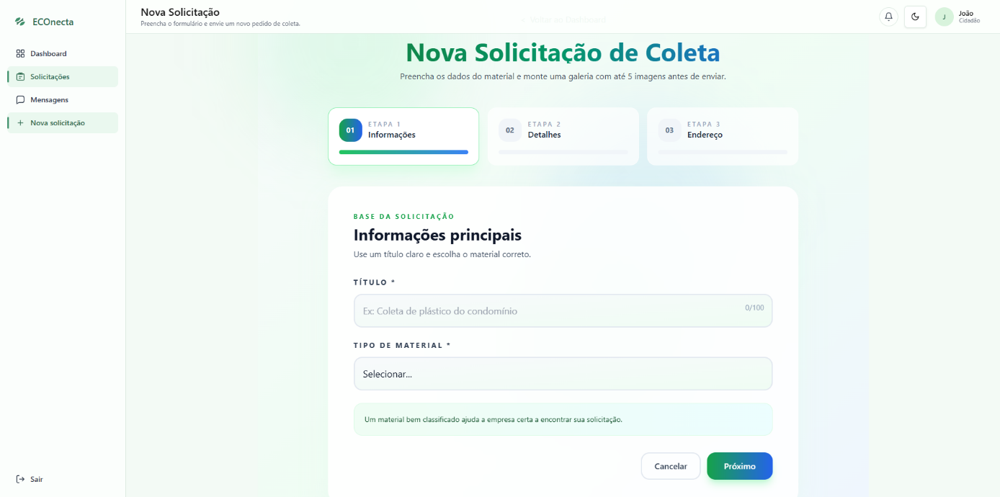 ECOnecta
Dashboard
Solicitações
Mensagens
Nova solicitação
Sair
Nova Solicitação
Preencha o formulário e envie um novo pedido de coleta.
Voltar ao Dashboard
J
João
Cidadão
Nova Solicitação de Coleta
Preencha os dados do material e monte uma galeria com até 5 imagens antes de enviar.
01
ETAPA 1
Informações
02
ETAPA 2
Detalhes
03
ETAPA 3
Endereço
BASE DA SOLICITAÇÃO
Informações principais
Use um título claro e escolha o material correto.
TÍTULO *
Ex: Coleta de plástico do condomínio
0/100
TIPO DE MATERIAL *
Selecionar...
Um material bem classificado ajuda a empresa certa a encontrar sua solicitação.
Cancelar
Próximo